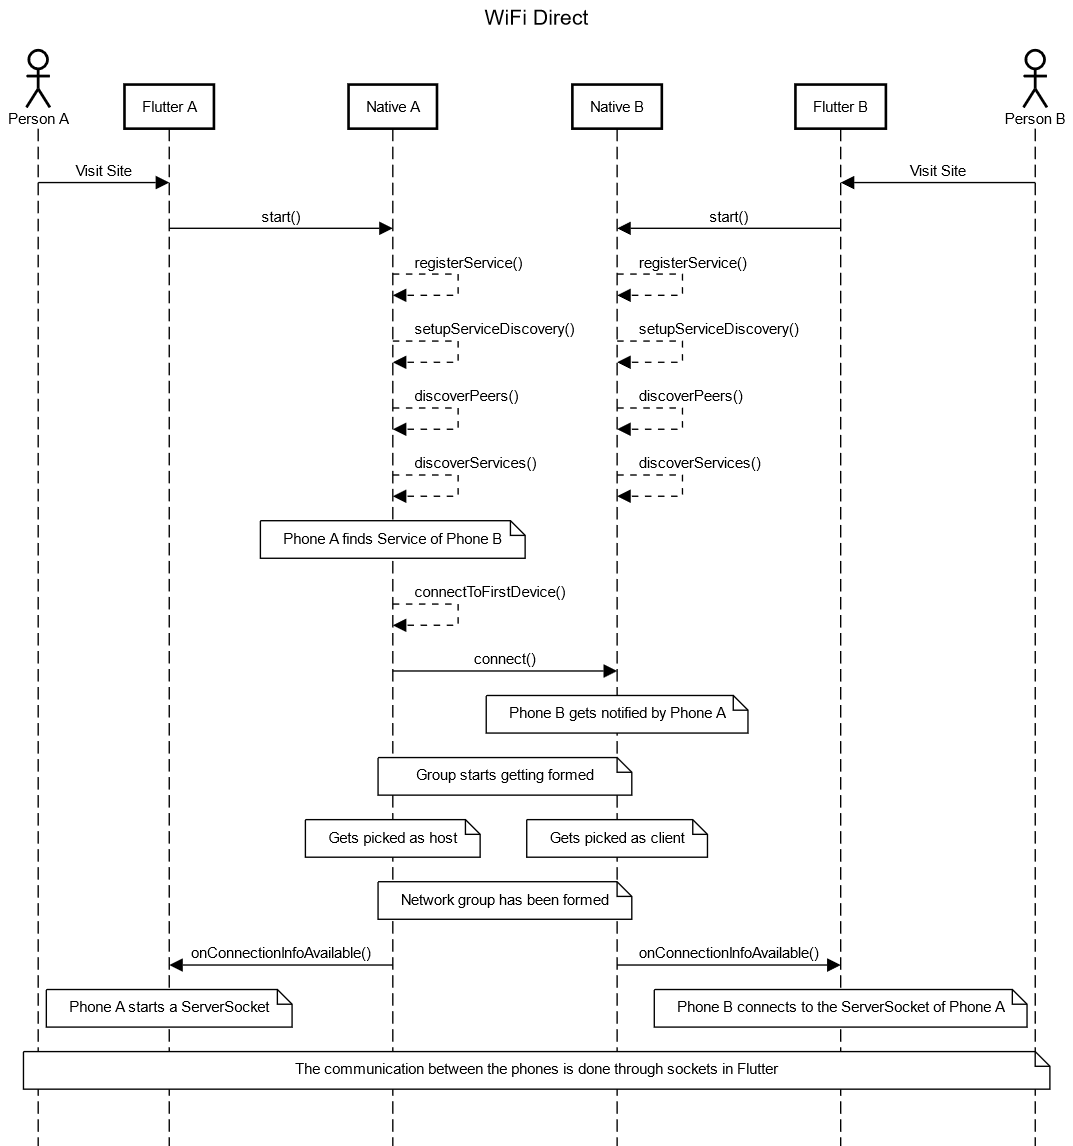 WiFi Direct
Person A
Flutter A
Native A
Native B
Flutter B
Person B
Visit Site
Visit Site
start()
start()
registerService()
registerService()
setupServiceDiscovery()
setupServiceDiscovery()
discoverPeers()
discoverPeers()
discoverServices()
discoverServices()
Phone A finds Service of Phone B
connectToFirstDevice()
connect()
Phone B gets notified by Phone A
Group starts getting formed
Gets picked as host
Gets picked as client
Network group has been formed
onConnectionInfoAvailable()
onConnectionInfoAvailable()
Phone A starts a ServerSocket
Phone B connects to the ServerSocket of Phone A
The communication between the phones is done through sockets in Flutter